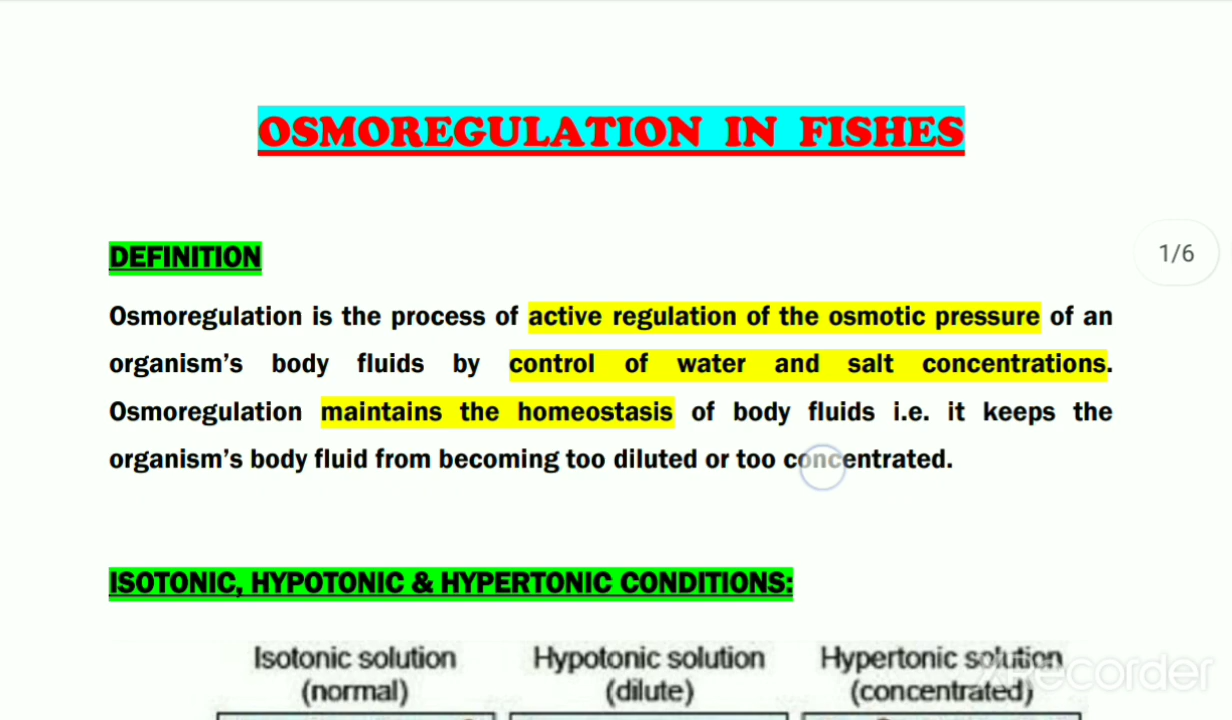 OSMOREGULATION IN FISHES
DEFINITION
1/6
Osmoregulation is the process of active regulation of the osmotic pressure of an
organism's body fluids by control of water and salt concentrations.
Osmoregulation maintains the homeostasis of body fluids i.e. it keeps the
organism's body fluid from becoming too diluted or too concentrated.
ISOTONIC, HYPOTONIC & HYPERTONIC CONDITIONS:
Isotonic solution Hypotonic solution Hypertonic solution
(normal) (dilute) (concentrated)
XRecorder